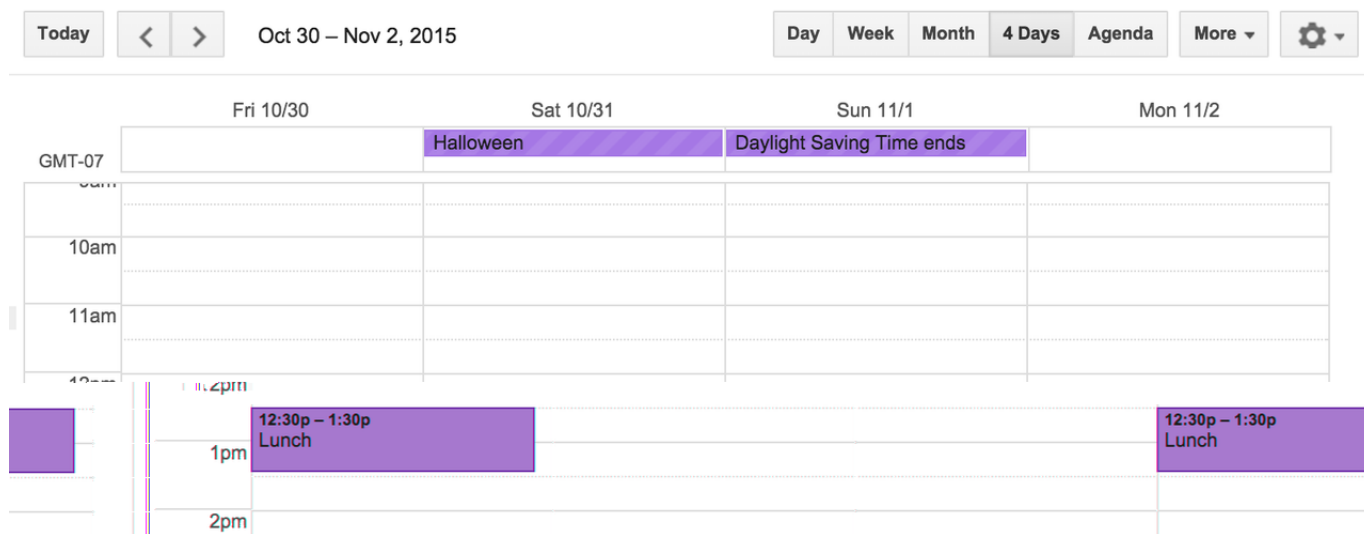 Today Oct 30 – Nov 2, 2015 Day Week Month 4 Days Agenda More
Fri 10/30 Sat 10/31 Sun 11/1 Mon 11/2
Halloween Daylight Saving Time ends
GMT-07
10am
11am
12:30p – 1:30p 12:30p – 1:30p
Lunch Lunch
1pm
2pm